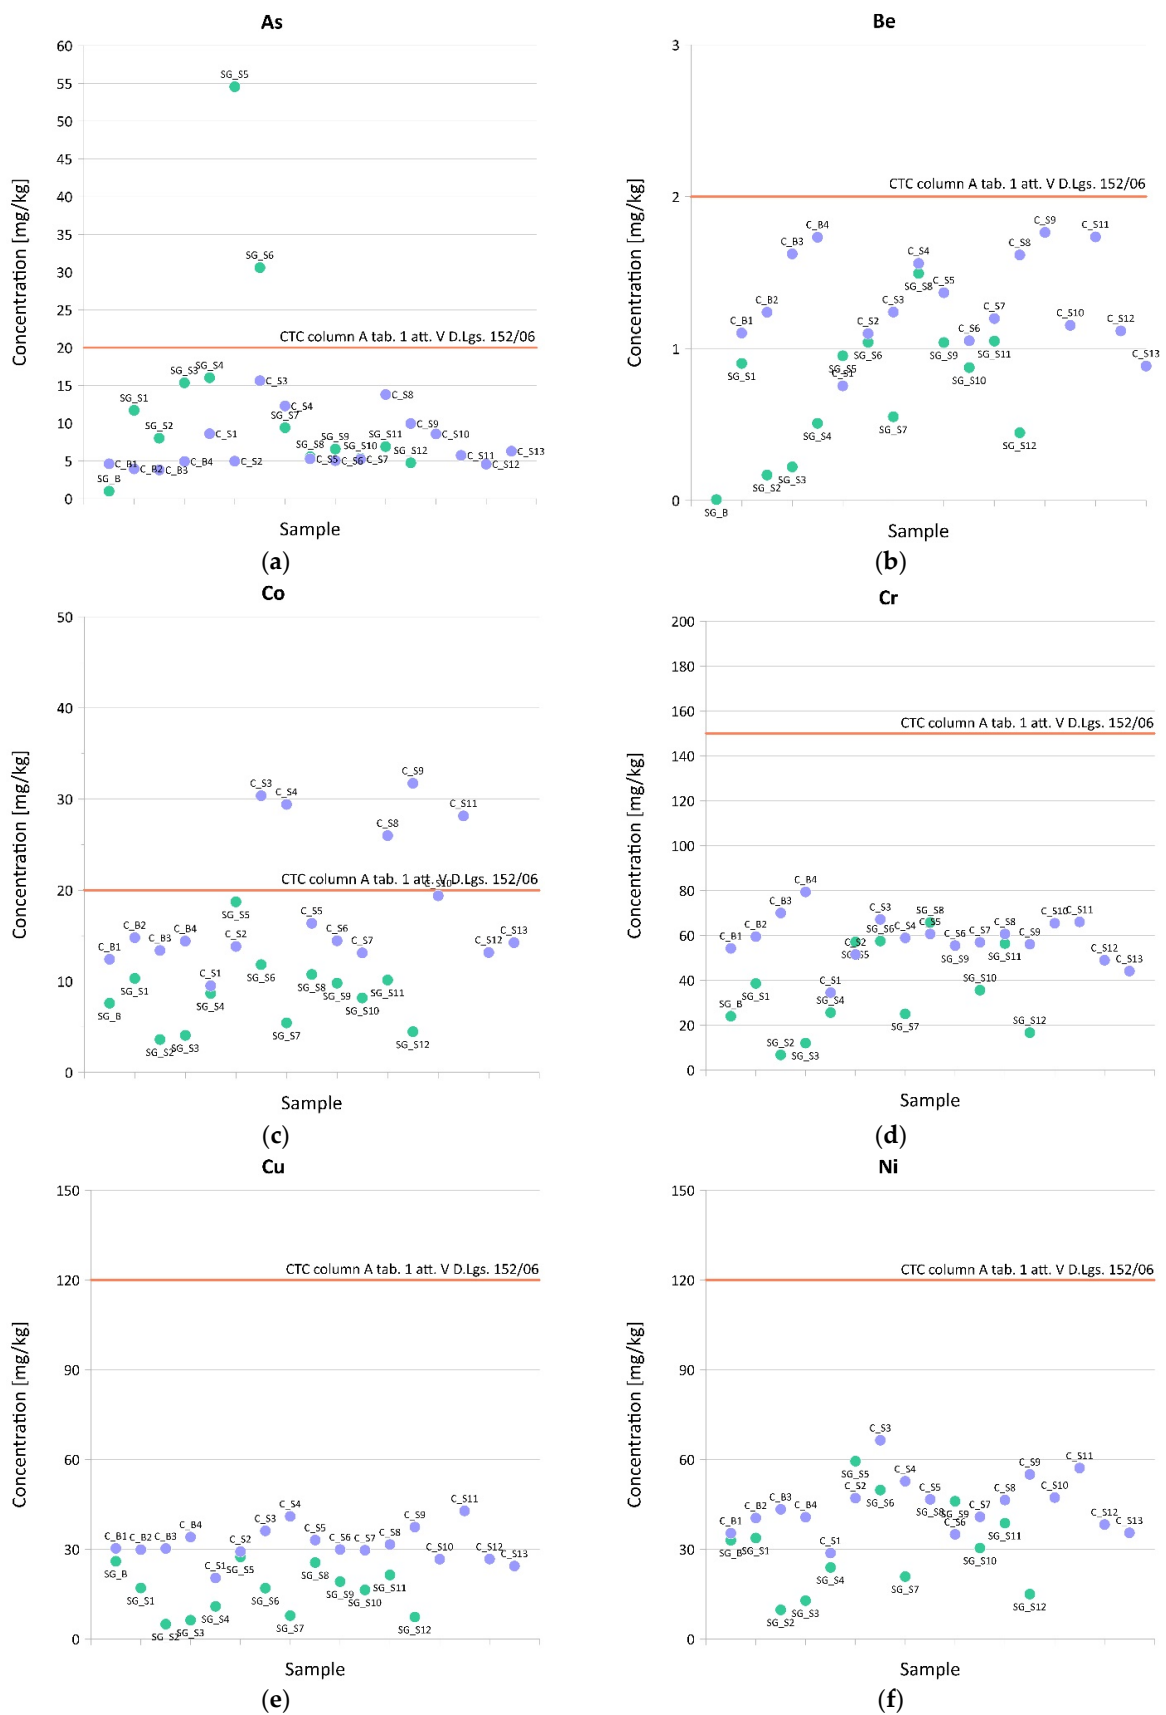 As
60
55
50
45
40
35
30
25
20
15
10
5
0
Concentration [mg/kg]
CTC column A tab. 1 att. V D.Lgs. 152/06
SG_S5
SG_S6
SG_S4
SG_S3
C_S3
C_S8
SG_S1
C_S4
SG_S7
SG_S2
C_S1
C_S9
C_S10
SG_S8
SG_S9
SG_S10
SG_S11
SG_S12
C_B1
C_B2
C_B3
C_B4
C_S2
C_S5
C_S6
C_S7
C_S11
C_S12
C_S13
SG_B
Sample
(a)
Be
3
2
1
0
Concentration [mg/kg]
CTC column A tab. 1 att. V D.Lgs. 152/06
C_B4
C_S9
C_S11
C_B3
C_S4
C_S8
SG_S8
C_S5
C_B2
C_S3
C_B1
C_S2
C_S6
C_S7
C_S10
C_S12
SG_S1
SG_S5
C_S1
SG_S6
SG_S9
SG_S10
SG_S11
C_S13
SG_S4
SG_S7
SG_S12
SG_S2
SG_S3
SG_B
Sample
(b)
Co
50
40
30
20
10
0
Concentration [mg/kg]
CTC column A tab. 1 att. V D.Lgs. 152/06
C_S3
C_S4
C_S9
C_S11
C_S8
C_S10
SG_S5
C_S5
C_B1
C_B2
C_B3
C_B4
C_S2
C_S6
C_S7
C_S12
C_S13
C_S1
SG_S1
SG_S4
SG_S6
SG_S8
SG_S9
SG_S10
SG_S11
SG_B
SG_S2
SG_S3
SG_S7
SG_S12
Sample
(c)
Cr
200
180
160
140
120
100
80
60
40
20
0
Concentration [mg/kg]
CTC column A tab. 1 att. V D.Lgs. 152/06
C_B4
C_B3
C_B2
C_B1
C_S3
SG_S8
C_S10
C_S11
C_S4
C_S5
C_S8
C_S2
SG_S5
SG_S6
C_S6
C_S7
C_S9
SG_S9
SG_S11
C_S12
C_S13
SG_S1
C_S1
SG_S10
SG_B
SG_S4
SG_S7
SG_S12
SG_S2
SG_S3
Sample
(d)
Cu
150
120
90
60
30
0
Concentration [mg/kg]
CTC column A tab. 1 att. V D.Lgs. 152/06
C_S4
C_S11
C_S3
C_S9
C_B4
C_B1
C_B2
C_B3
C_S2
C_S5
C_S6
C_S7
C_S8
C_S10
C_S12
C_S13
SG_B
SG_S5
SG_S8
C_S1
SG_S1
SG_S6
SG_S9
SG_S10
SG_S11
SG_S4
SG_S2
SG_S3
SG_S7
SG_S12
Sample
(e)
Ni
150
120
90
60
30
0
Concentration [mg/kg]
CTC column A tab. 1 att. V D.Lgs. 152/06
C_S3
SG_S5
C_S2
C_S4
C_S9
C_S11
SG_S6
C_B3
C_B2
C_B4
C_B1
C_S5
SG_S8
SG_S9
C_S6
C_S7
C_S8
C_S10
C_S12
C_S13
SG_B
SG_S1
SG_S11
SG_S10
C_S1
SG_S4
SG_S7
SG_S12
SG_S2
SG_S3
Sample
(f)